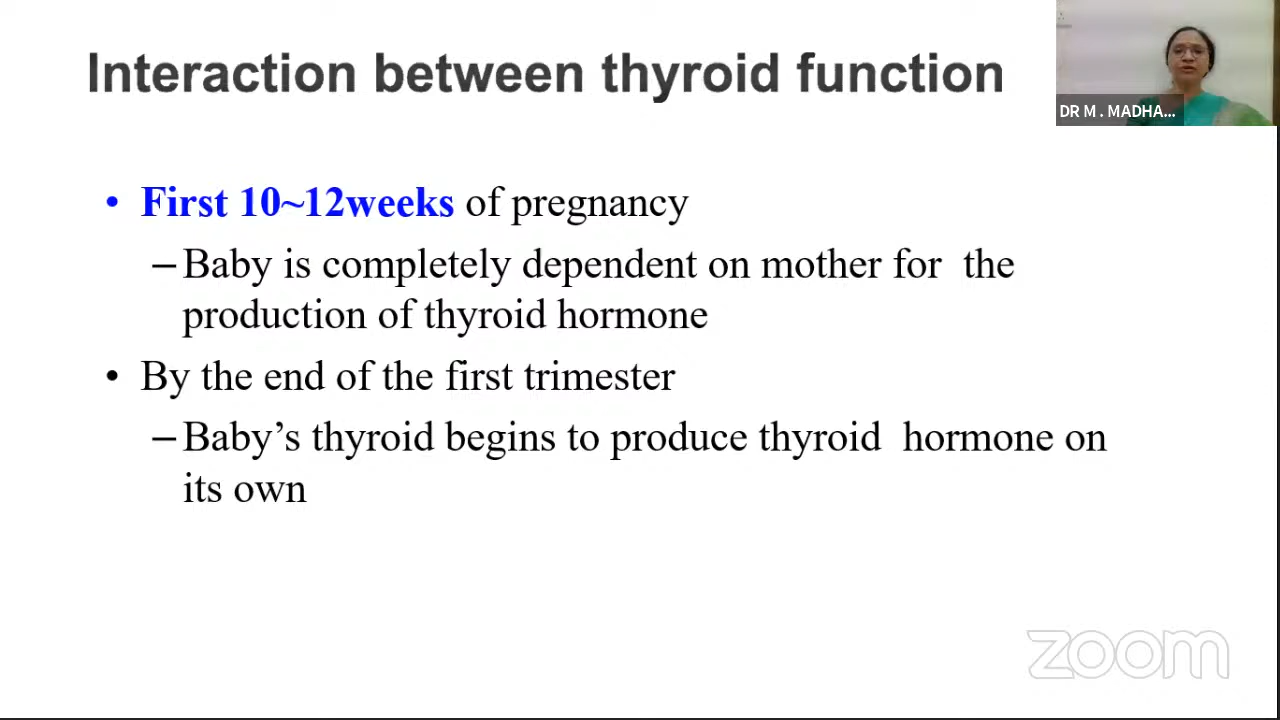 Interaction between thyroid function
DR M . MADHA...
• First 10~12weeks of pregnancy
–Baby is completely dependent on mother for the
production of thyroid hormone
• By the end of the first trimester
–Baby’s thyroid begins to produce thyroid hormone on
its own
zoom